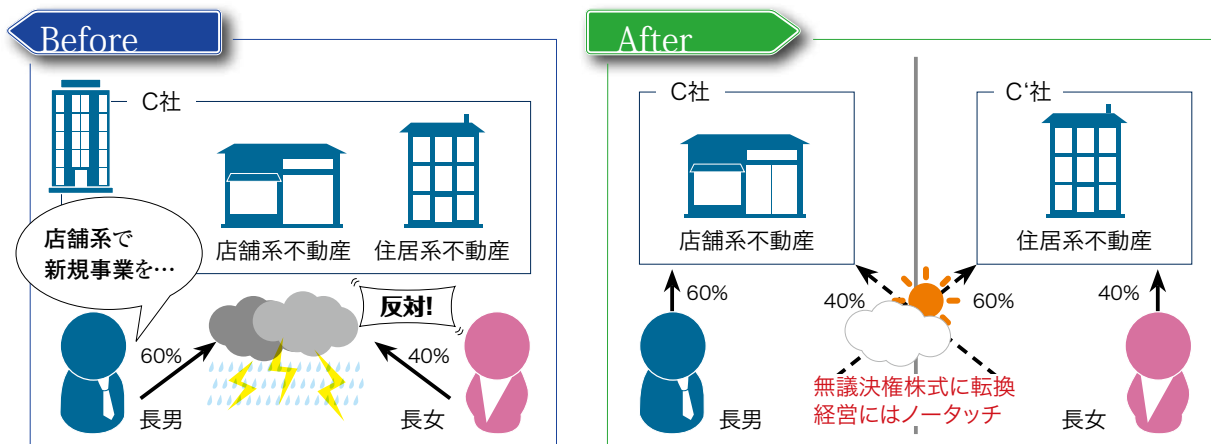 Before
C社
店舗系不動産
住居系不動産
店舗系で
新規事業を…
反対!
60%
40%
長男
長女
After
C社
C‘社
店舗系不動産
住居系不動産
60%
40%
60%
40%
無議決権株式に転換
経営にはノータッチ
長男
長女